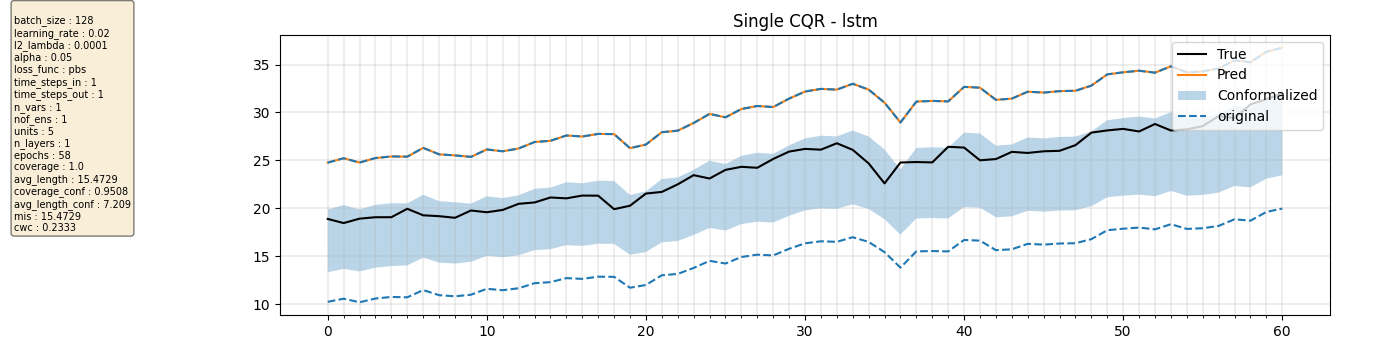 batch_size : 128
learning_rate : 0.02
l2_lambda : 0.0001
alpha : 0.05
loss_func : pbs
time_steps_in : 1
time_steps_out : 1
n_vars : 1
nof_ens : 1
units : 5
n_layers : 1
epochs : 58
coverage : 1.0
avg_length : 15.4729
coverage_conf : 0.9508
avg_length_conf : 7.209
mis : 15.4729
cwc : 0.2333
Single CQR - lstm
True
Pred
Conformalized
original
35
30
25
20
15
10
0 10 20 30 40 50 60